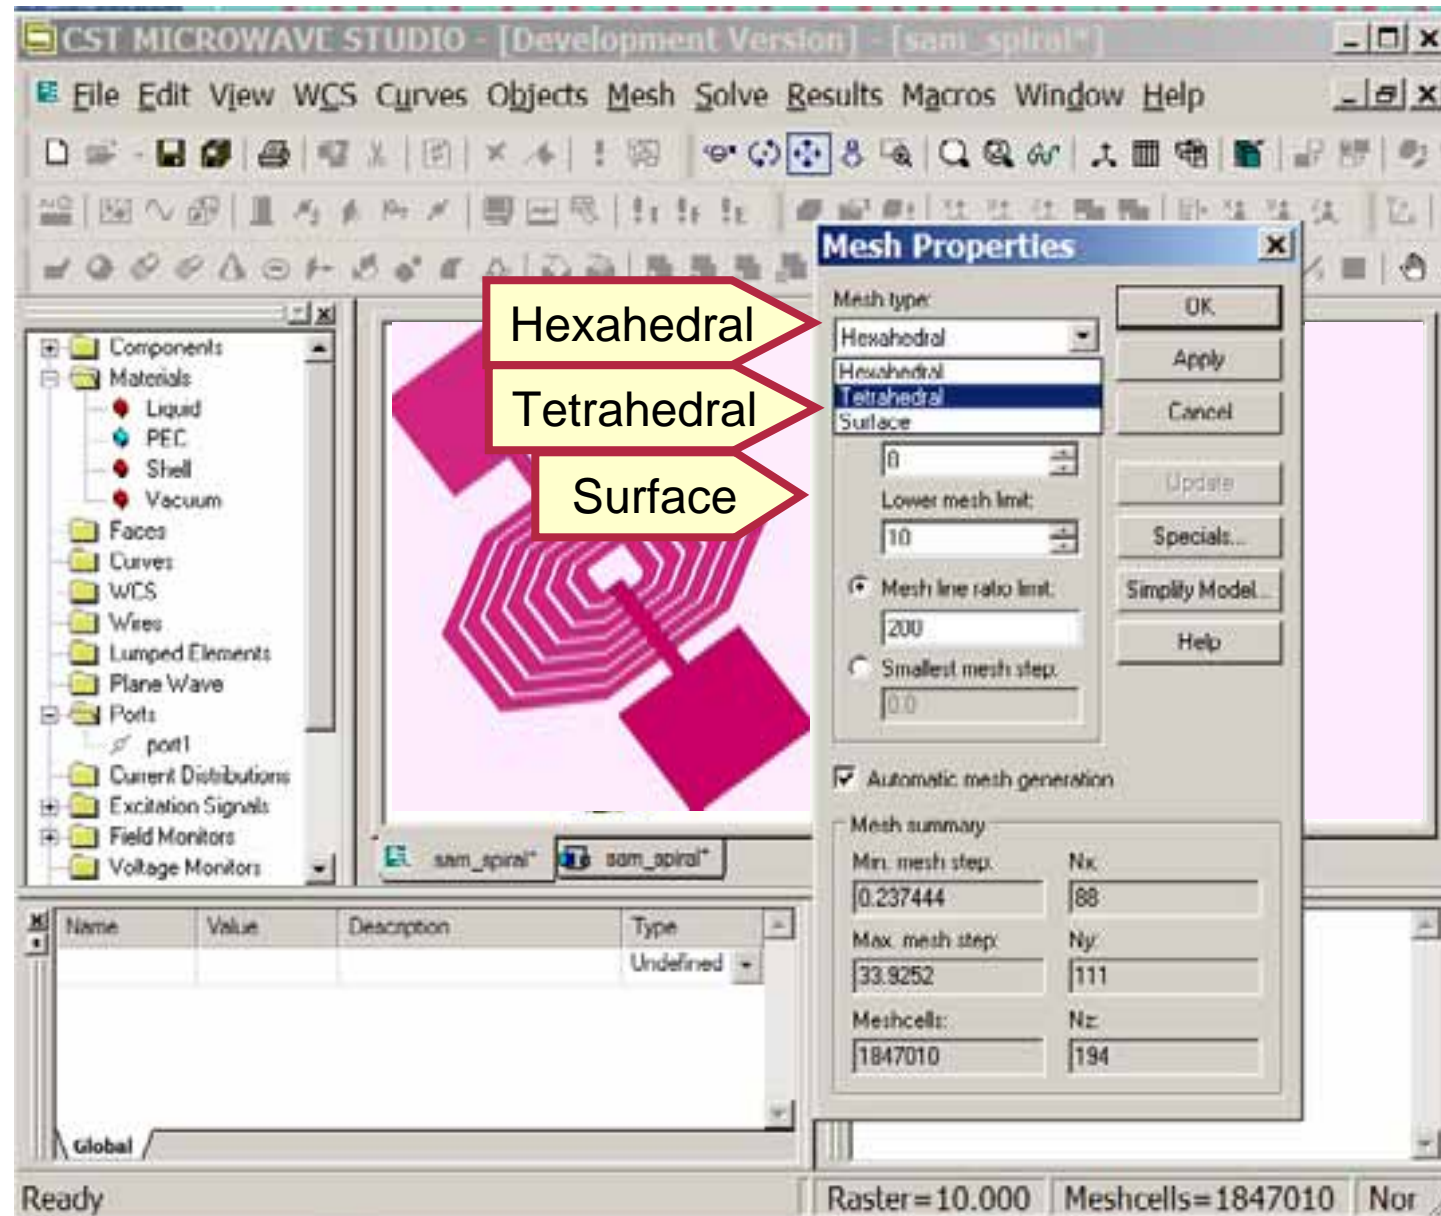 CST MICROWAVE STUDIO - [Development Version] - [sam_spiral*]
File Edit View WCS Curves Objects Mesh Solve Results Macros Window Help
Mesh Properties
Mesh type:
Hexahedral
Hexahedral
Tetrahedral
Surface
8
Lower mesh limit:
10
Mesh line ratio limit:
200
Smallest mesh step:
0.0
OK
Apply
Cancel
Update
Specials...
Simplify Model...
Help
Automatic mesh generation
Mesh summary
Min. mesh step:
Nx:
0.237444
88
Max. mesh step:
Ny:
33.9252
111
Meshcells:
Nz:
1847010
194
Hexahedral
Tetrahedral
Surface
Components
Materials
Liquid
PEC
Shell
Vacuum
Faces
Curves
WCS
Wires
Lumped Elements
Plane Wave
Ports
port1
Current Distributions
Excitation Signals
Field Monitors
Voltage Monitors
sam_spiral* sam_spiral*
Name Value Description Type
Undefined
Global
Ready Raster=10.000 Meshcells=1847010 Nor